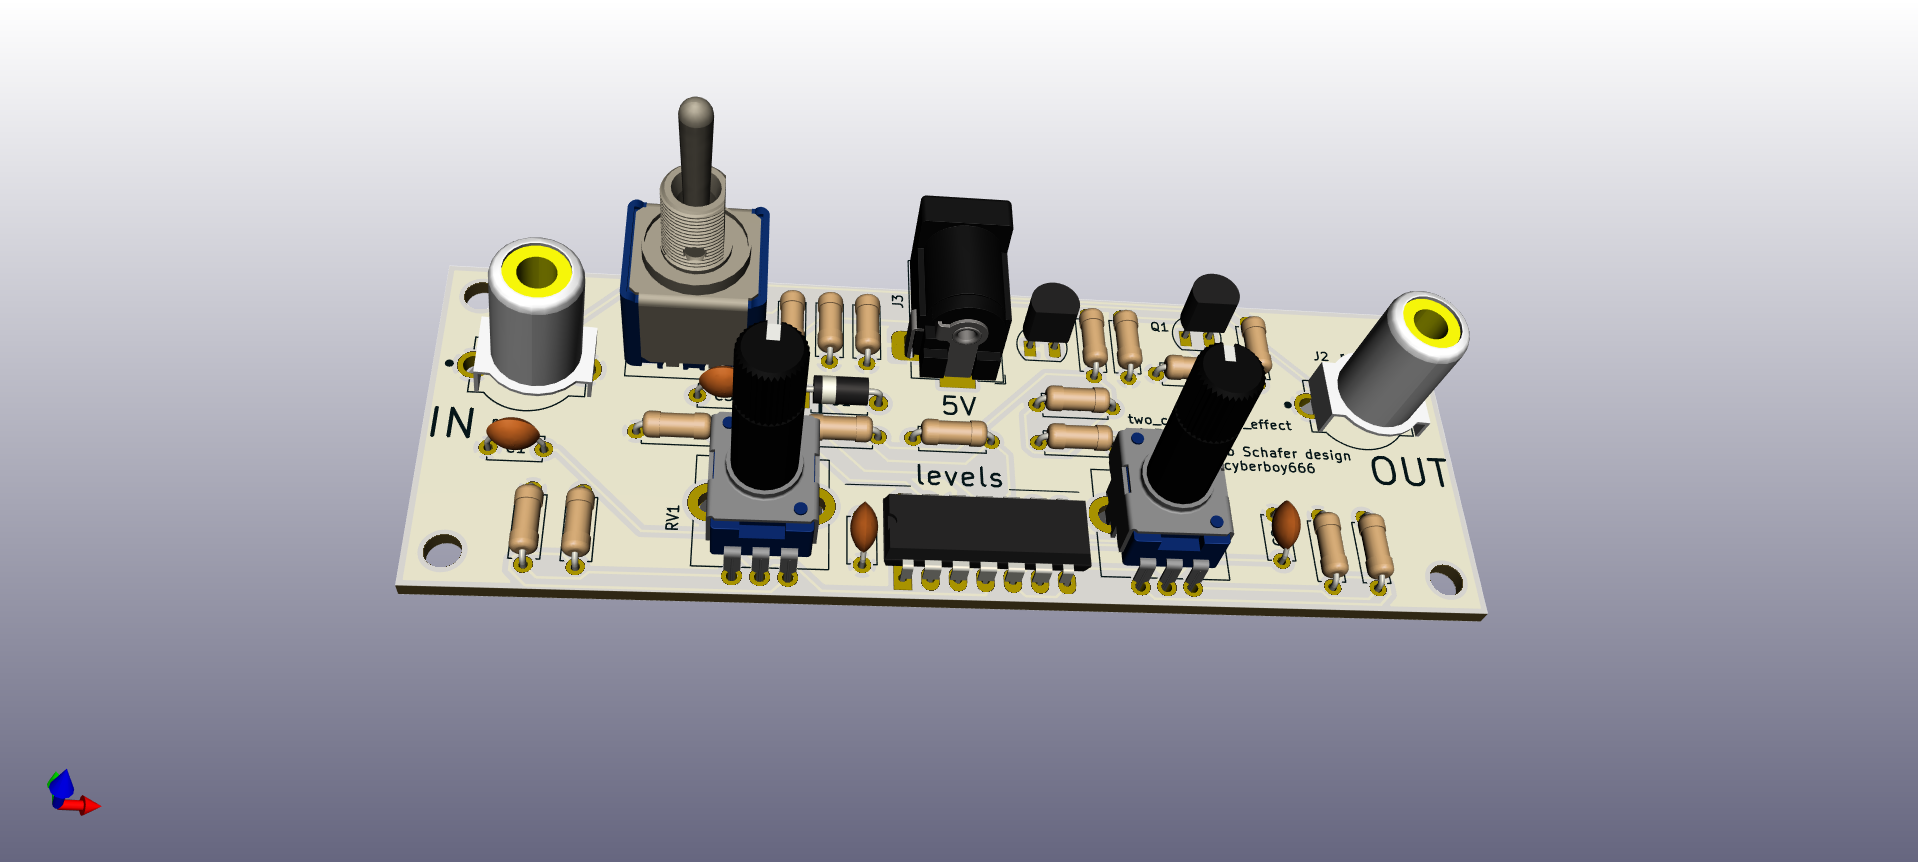 J3
Q1
J2
5V
IN
two_c
_effect
Schafer design
cyberboy666
OUT
levels
RV1